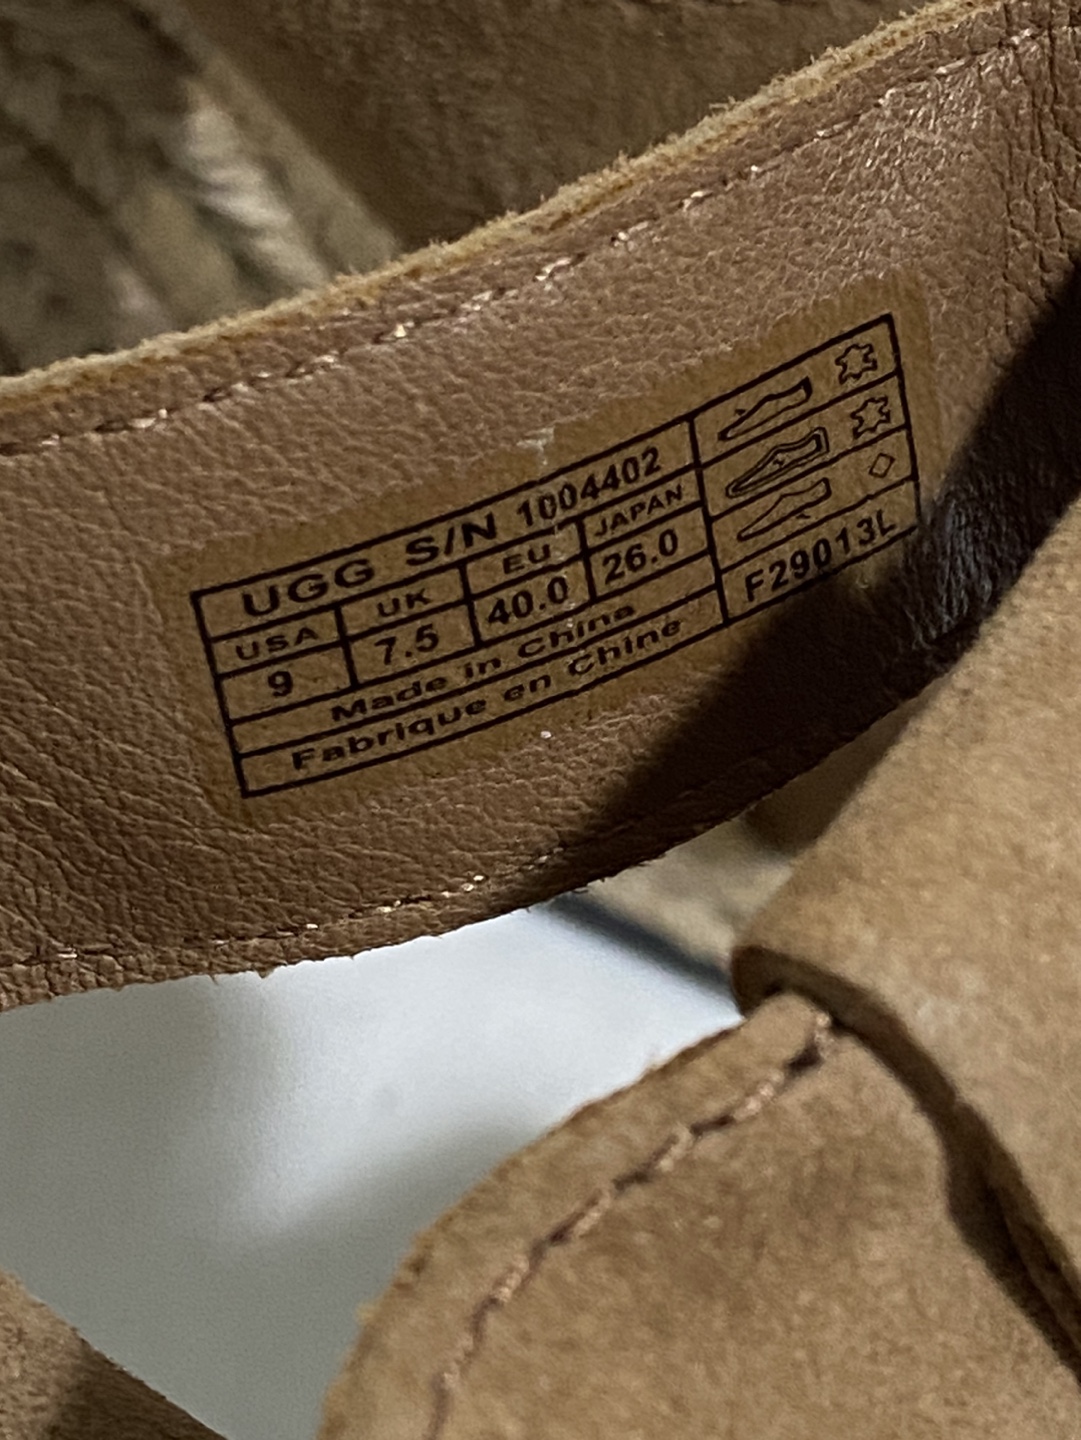 UGG S/N 1004402
USA UK EU JAPAN
9 7.5 40.0 26.0
Made in China
Fabrique en Chine
F29013L